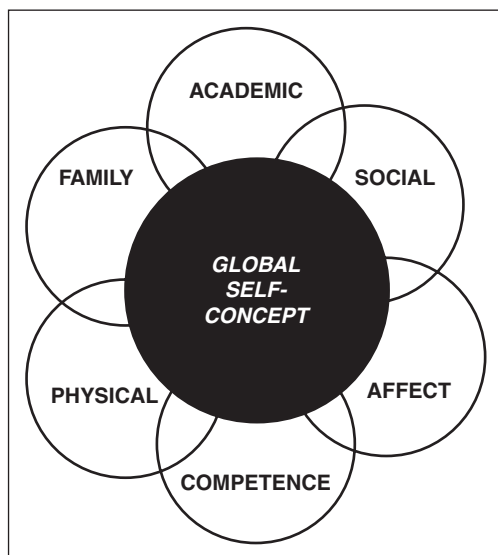 ACADEMIC
FAMILY
SOCIAL
GLOBAL
SELF-
CONCEPT
PHYSICAL
AFFECT
COMPETENCE